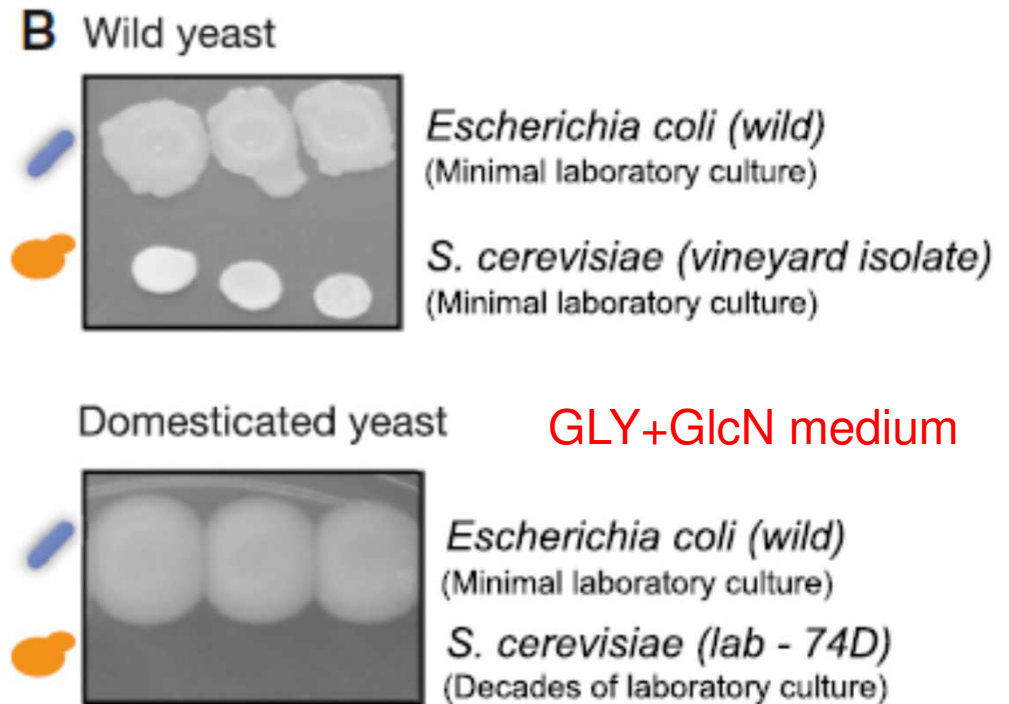 B Wild yeast
Escherichia coli (wild)
(Minimal laboratory culture)
S. cerevisiae (vineyard isolate)
(Minimal laboratory culture)
Domesticated yeast
GLY+GlcN medium
Escherichia coli (wild)
(Minimal laboratory culture)
S. cerevisiae (lab - 74D)
(Decades of laboratory culture)